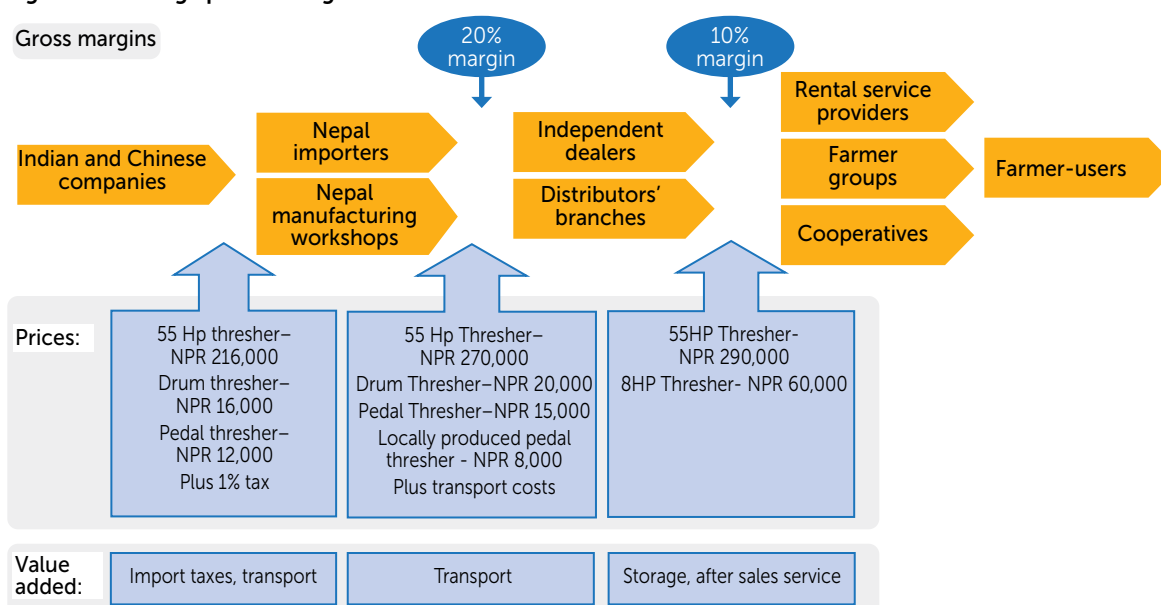 Gross margins
20%
margin
10%
margin
Indian and Chinese
companies
Nepal
importers
Nepal
manufacturing
workshops
Independent
dealers
Distributors'
branches
Rental service
providers
Farmer
groups
Cooperatives
Farmer-users
Prices:
55 Hp thresher–
NPR 216,000
Drum thresher–
NPR 16,000
Pedal thresher–
NPR 12,000
Plus 1% tax
55 Hp Thresher–
NPR 270,000
Drum Thresher–NPR 20,000
Pedal Thresher–NPR 15,000
Locally produced pedal
thresher - NPR 8,000
Plus transport costs
55HP Thresher-
NPR 290,000
8HP Thresher- NPR 60,000
Value
added:
Import taxes, transport
Transport
Storage, after sales service